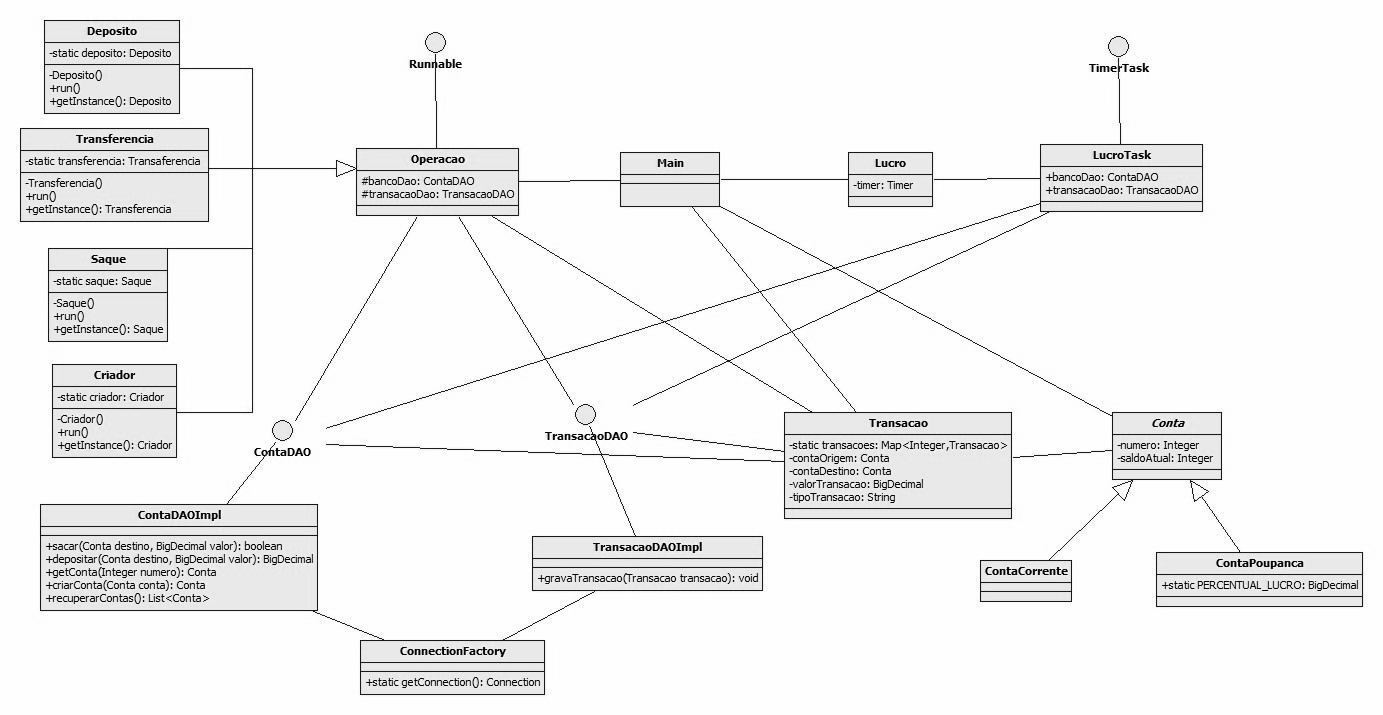 Deposito
-static deposito: Deposito
-Deposito()
+run()
+getInstance(): Deposito
Transferencia
-static transferencia: Transaferencia
-Transferencia()
+run()
+getInstance(): Transferencia
Saque
-static saque: Saque
-Saque()
+run()
+getInstance(): Saque
Criador
-static criador: Criador
-Criador()
+run()
+getInstance(): Criador
Runnable
Operacao
#bancoDao: ContaDAO
#transacaoDao: TransacaoDAO
Main
Lucro
-timer: Timer
TimerTask
LucroTask
+bancoDao: ContaDAO
+transacaoDao: TransacaoDAO
ContaDAO
TransacaoDAO
Transacao
-static transacoes: Map<Integer,Transacao>
-contaOrigem: Conta
-contaDestino: Conta
-valorTransacao: BigDecimal
-tipoTransacao: String
Conta
-numero: Integer
-saldoAtual: Integer
ContaDAOImpl
+sacar(Conta destino, BigDecimal valor): boolean
+depositar(Conta destino, BigDecimal valor): BigDecimal
+getConta(Integer numero): Conta
+criarConta(Conta conta): Conta
+recuperarContas(): List<Conta>
TransacaoDAOImpl
+gravaTransacao(Transacao transacao): void
ContaCorrente
ContaPoupanca
+static PERCENTUAL_LUCRO: BigDecimal
ConnectionFactory
+static getConnection(): Connection